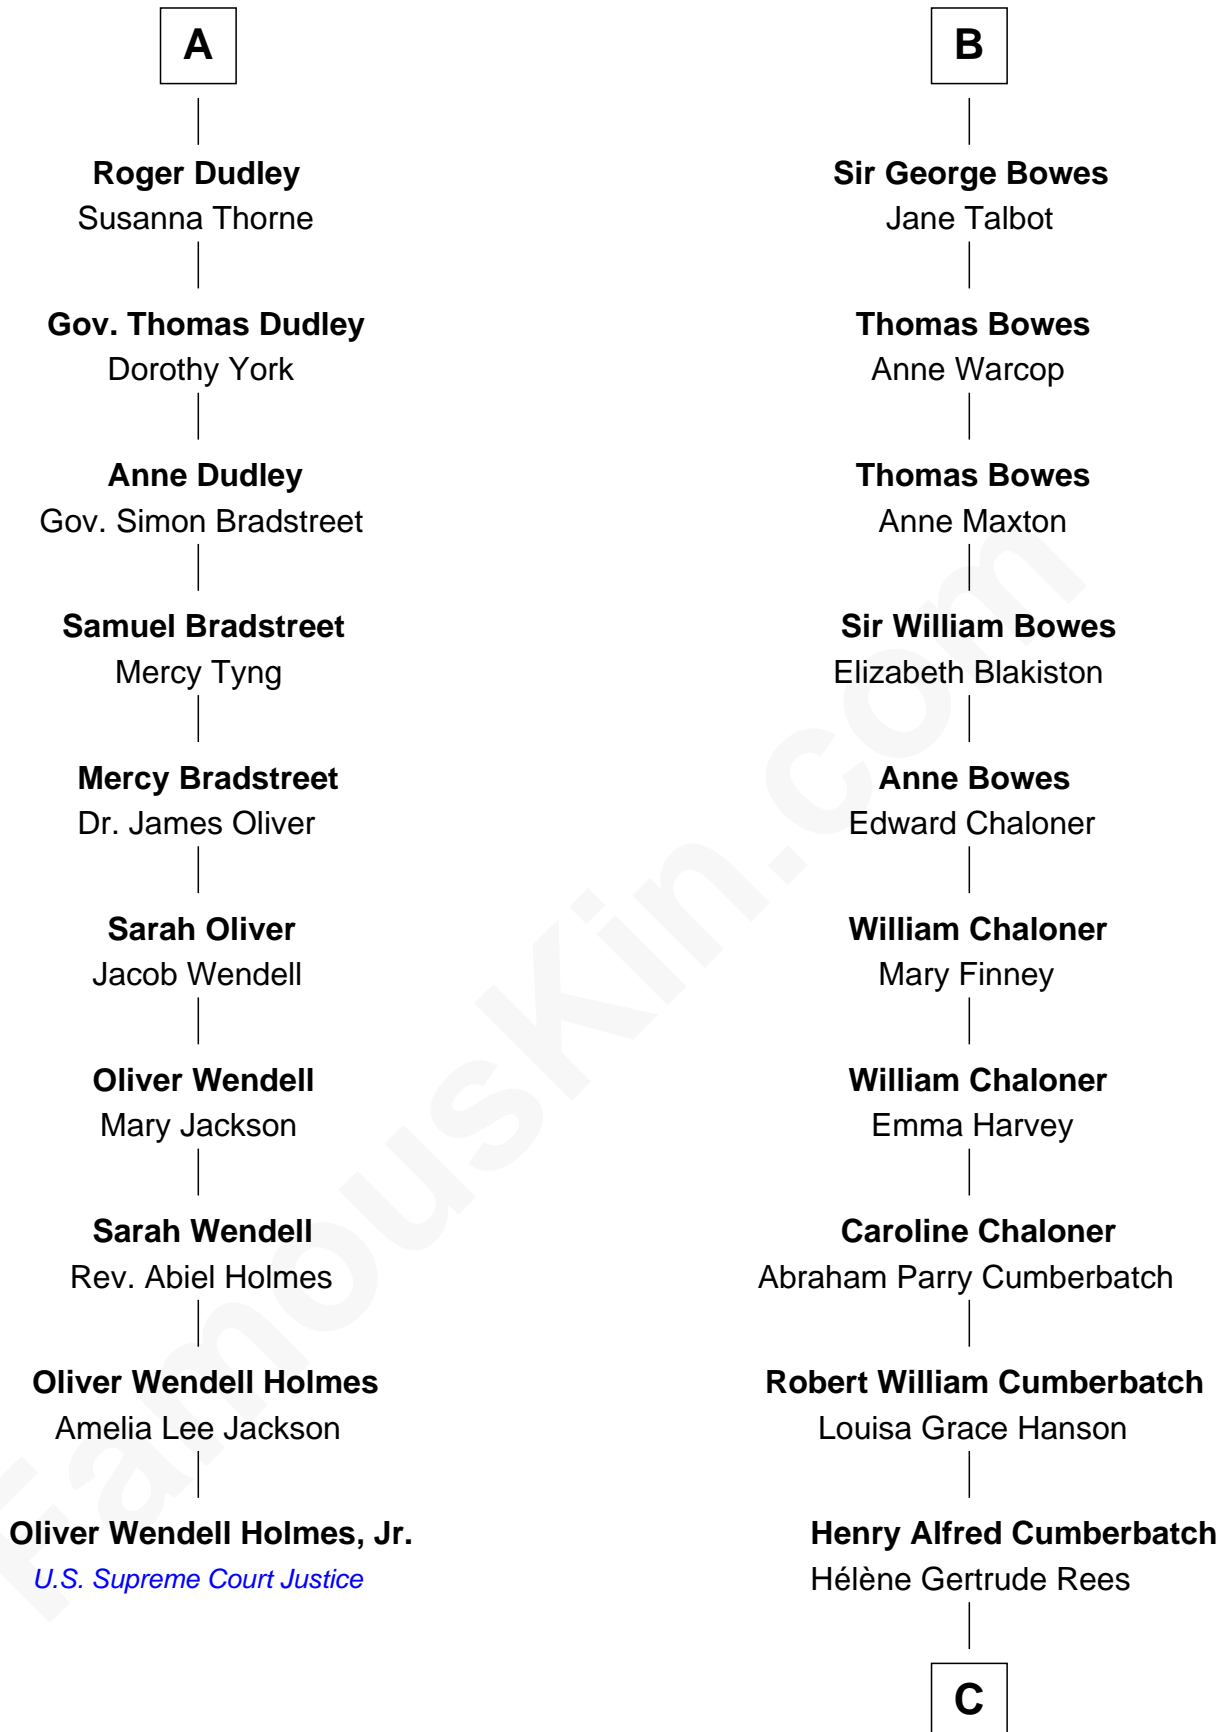 A
Roger Dudley
Susanna Thorne
Gov. Thomas Dudley
Dorothy York
Anne Dudley
Gov. Simon Bradstreet
Samuel Bradstreet
Mercy Tyng
Mercy Bradstreet
Dr. James Oliver
Sarah Oliver
Jacob Wendell
Oliver Wendell
Mary Jackson
Sarah Wendell
Rev. Abiel Holmes
Oliver Wendell Holmes
Amelia Lee Jackson
Oliver Wendell Holmes, Jr.
U.S. Supreme Court Justice
B
Sir George Bowes
Jane Talbot
Thomas Bowes
Anne Warcop
Thomas Bowes
Anne Maxton
Sir William Bowes
Elizabeth Blakiston
Anne Bowes
Edward Chaloner
William Chaloner
Mary Finney
William Chaloner
Emma Harvey
Caroline Chaloner
Abraham Parry Cumberbatch
Robert William Cumberbatch
Louisa Grace Hanson
Henry Alfred Cumberbatch
Hélène Gertrude Rees
C
FamousKin.com